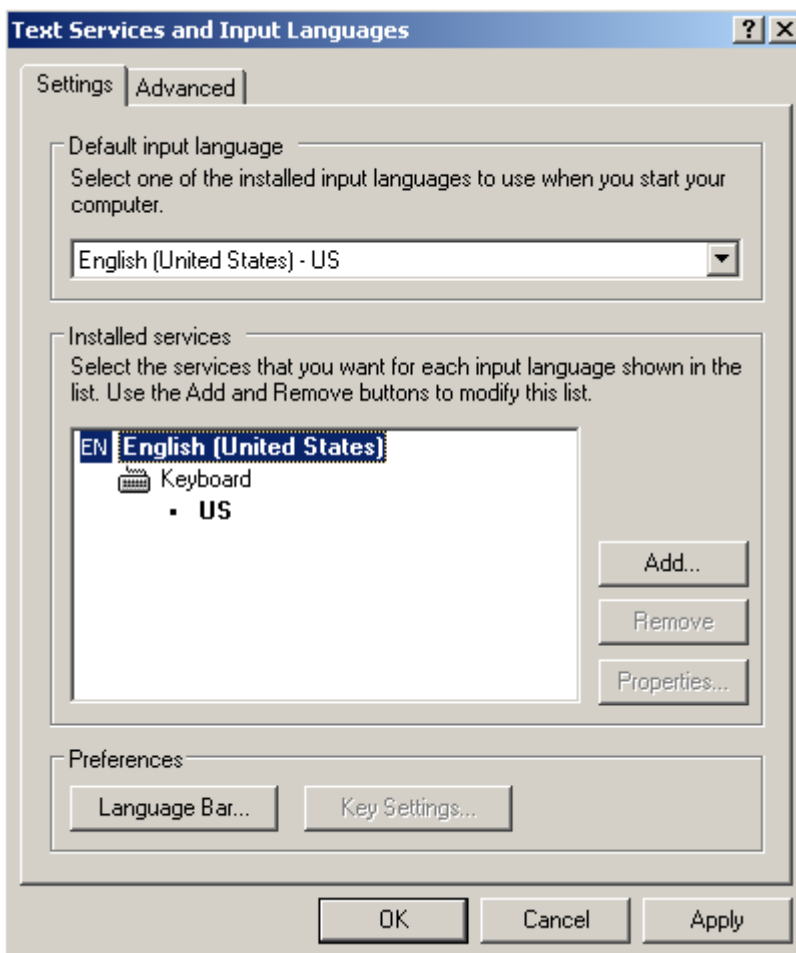 Text Services and Input Languages
Settings
Advanced
Default input language
Select one of the installed input languages to use when you start your
computer.
English (United States) - US
Installed services
Select the services that you want for each input language shown in the
list. Use the Add and Remove buttons to modify this list.
EN English (United States)
Keyboard
US
Add...
Remove
Properties...
Preferences
Language Bar...
Key Settings...
OK
Cancel
Apply